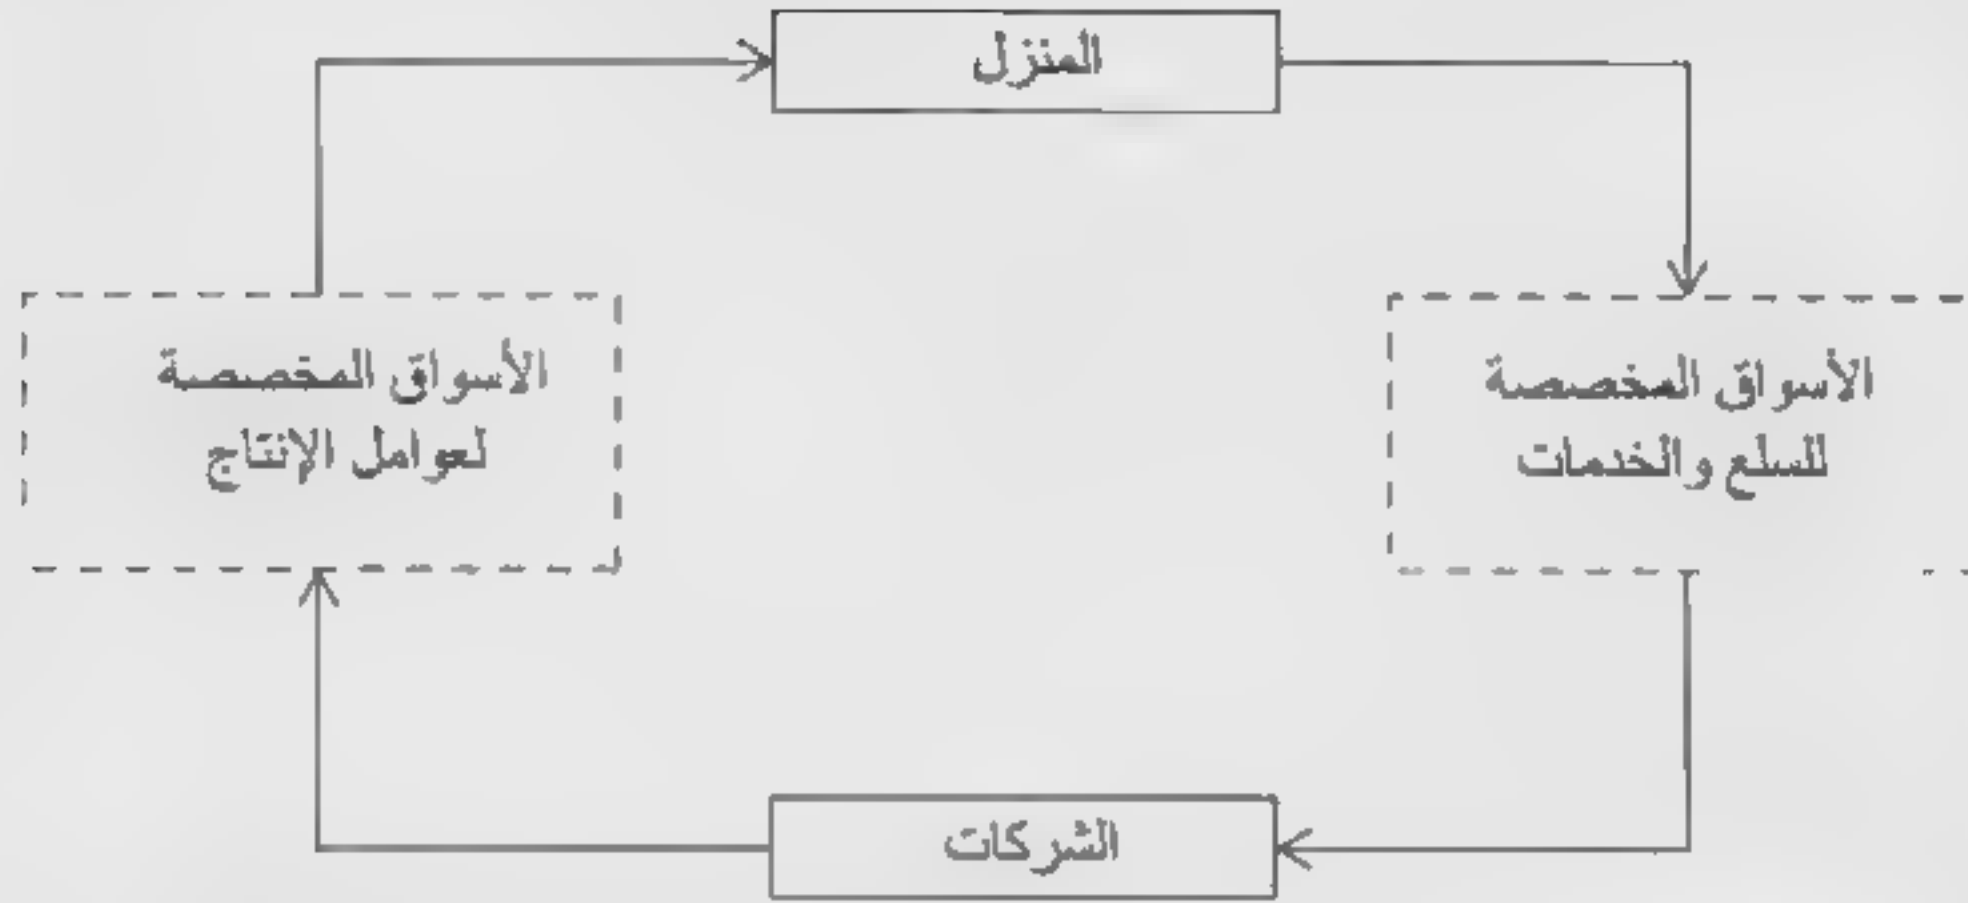 المنزل
الأسواق المخصصة
للسلع والخدمات
الأسواق المخصصة
لعوامل الإنتاج
الشركات